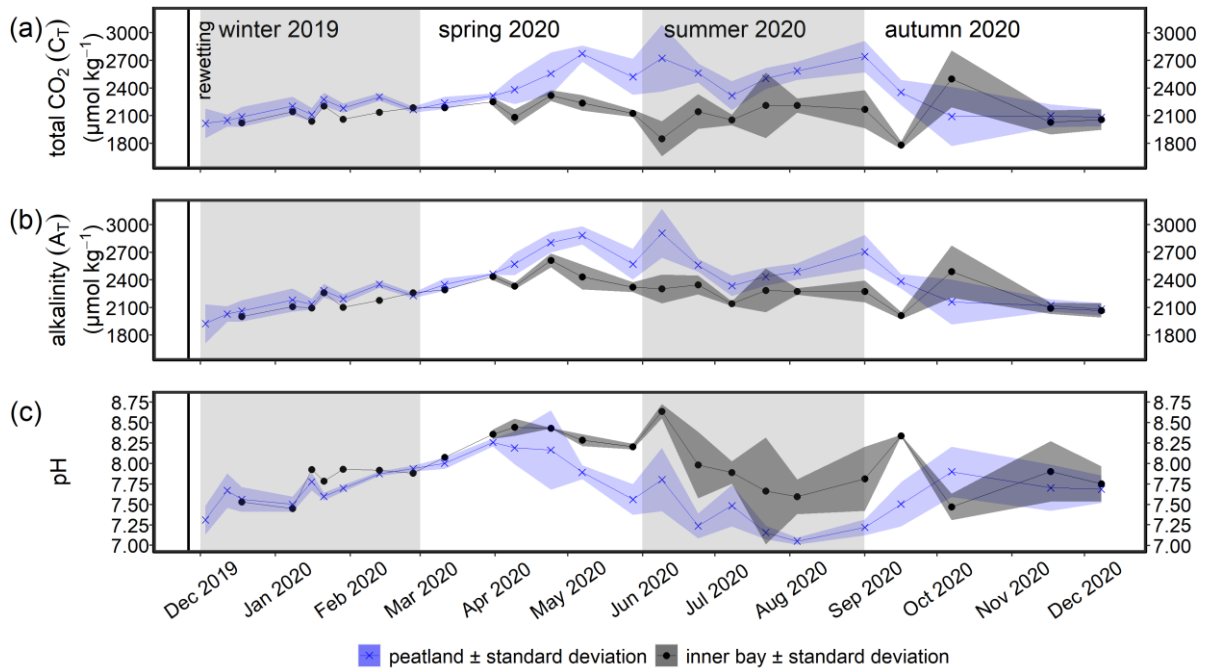 (a)
total CO₂ (Cᴛ)
(μmol kg⁻¹)
3000
2700
2400
2100
1800
rewetting
winter 2019
spring 2020
summer 2020
autumn 2020
3000
2700
2400
2100
1800
(b)
alkalinity (Aᴛ)
(μmol kg⁻¹)
3000
2700
2400
2100
1800
3000
2700
2400
2100
1800
(c)
pH
8.75
8.50
8.25
8.00
7.75
7.50
7.25
7.00
8.75
8.50
8.25
8.00
7.75
7.50
7.25
7.00
Dec 2019
Jan 2020
Feb 2020
Mar 2020
Apr 2020
May 2020
Jun 2020
Jul 2020
Aug 2020
Sep 2020
Oct 2020
Nov 2020
Dec 2020
peatland ± standard deviation
inner bay ± standard deviation